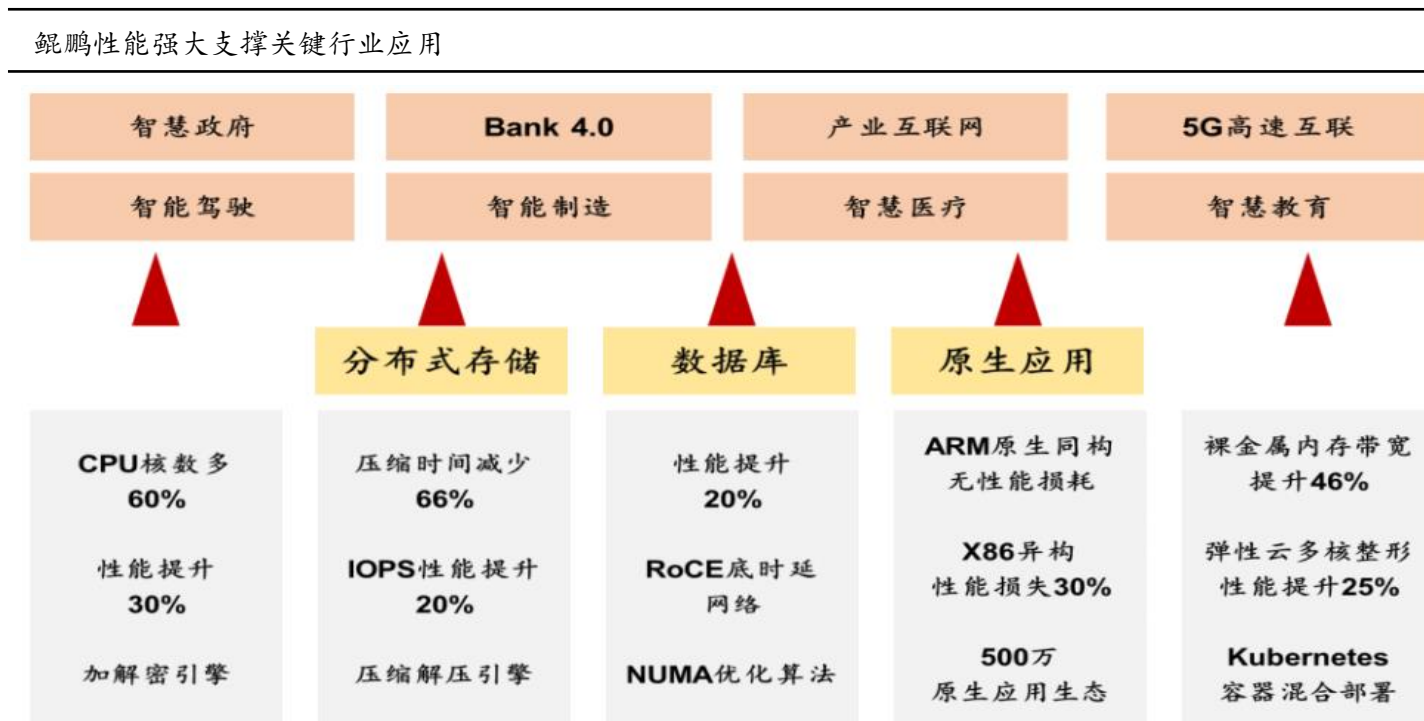 鲲鹏性能强大支撑关键行业应用
智慧政府
Bank 4.0
产业互联网
5G高速互联
智能驾驶
智能制造
智慧医疗
智慧教育
分布式存储
数据库
原生应用
CPU核数多
60%
性能提升
30%
加解密引擎
压缩时间减少
66%
IOPS性能提升
20%
压缩解压引擎
性能提升
20%
RoCE底时延
网络
NUMA优化算法
ARM原生同构
无性能损耗
X86异构
性能损失30%
500万
原生应用生态
裸金属内存带宽
提升46%
弹性云多核整形
性能提升25%
Kubernetes
容器混合部署